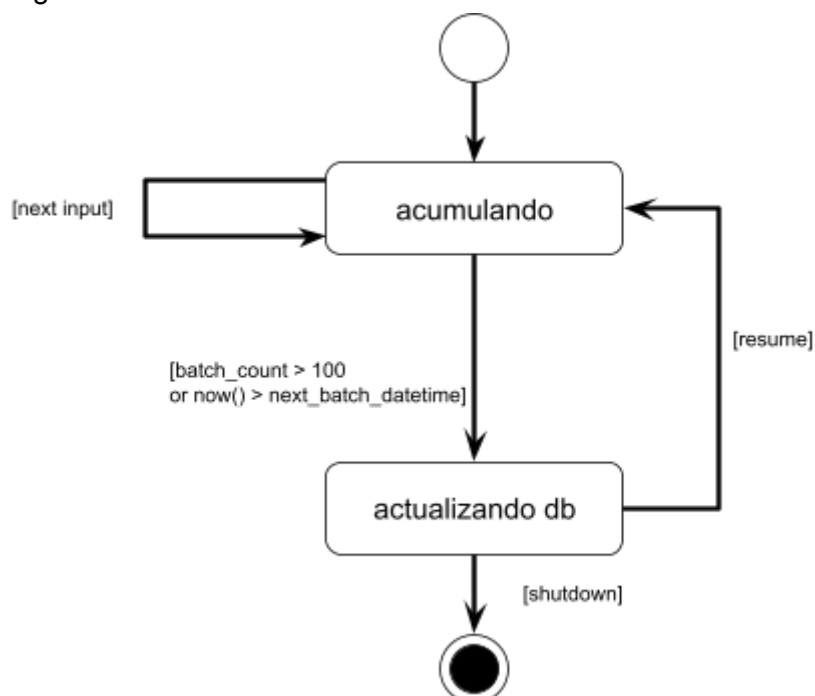 [next input]
acumulando
[resume]
[batch_count > 100
or now() > next_batch_datetime]
actualizando db
[shutdown]